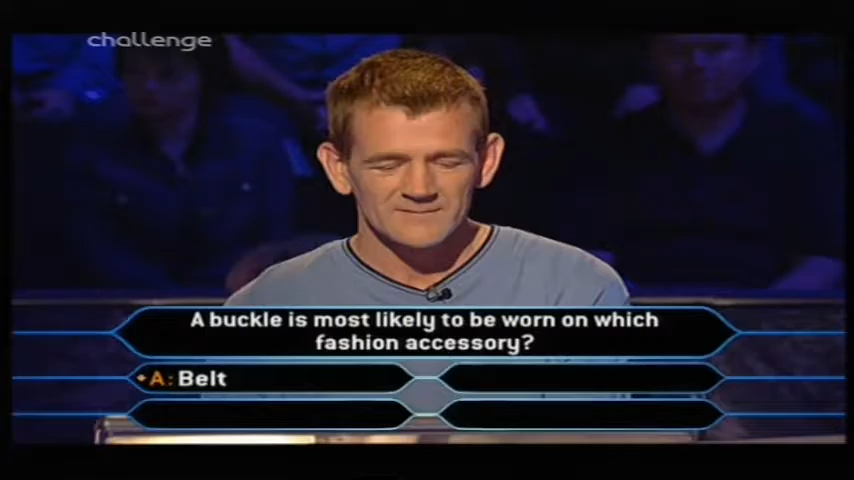 challenge
A buckle is most likely to be worn on which
fashion accessory?
A: Belt